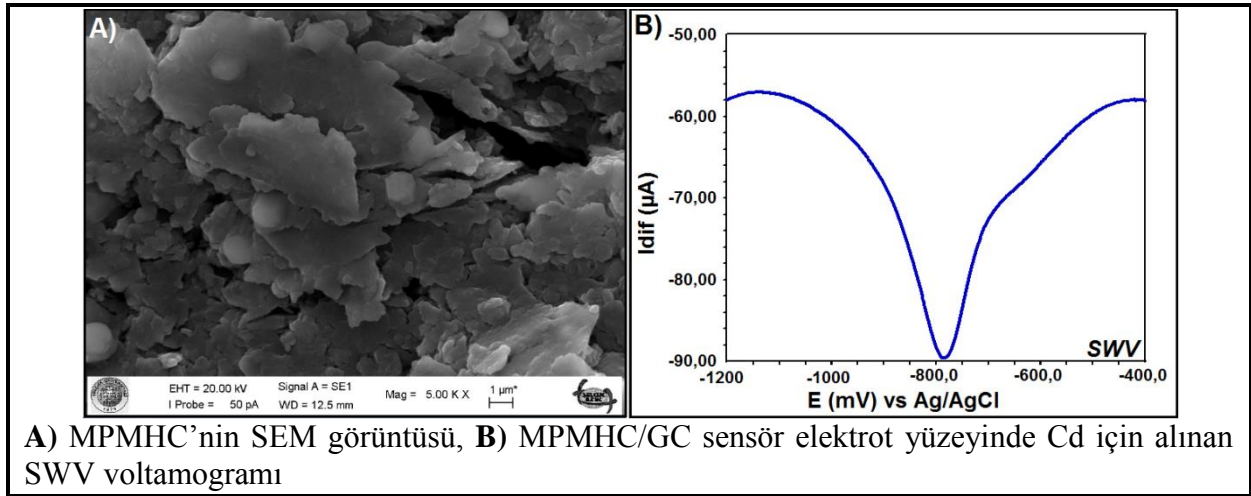 A)
EHT = 20.00 kV
Signal A = SE1
Mag = 5.00 K X
1 µm*
I Probe = 50 pA
WD = 12.5 mm
B)
-50,00
-60,00
-70,00
-80,00
-90,00
Idif (µA)
SWV
-1200
-1000
-800,0
-600,0
-400,0
E (mV) vs Ag/AgCl
A) MPMHC’nin SEM görüntüsü, B) MPMHC/GC sensör elektrot yüzeyinde Cd için alınan
SWV voltamogramı